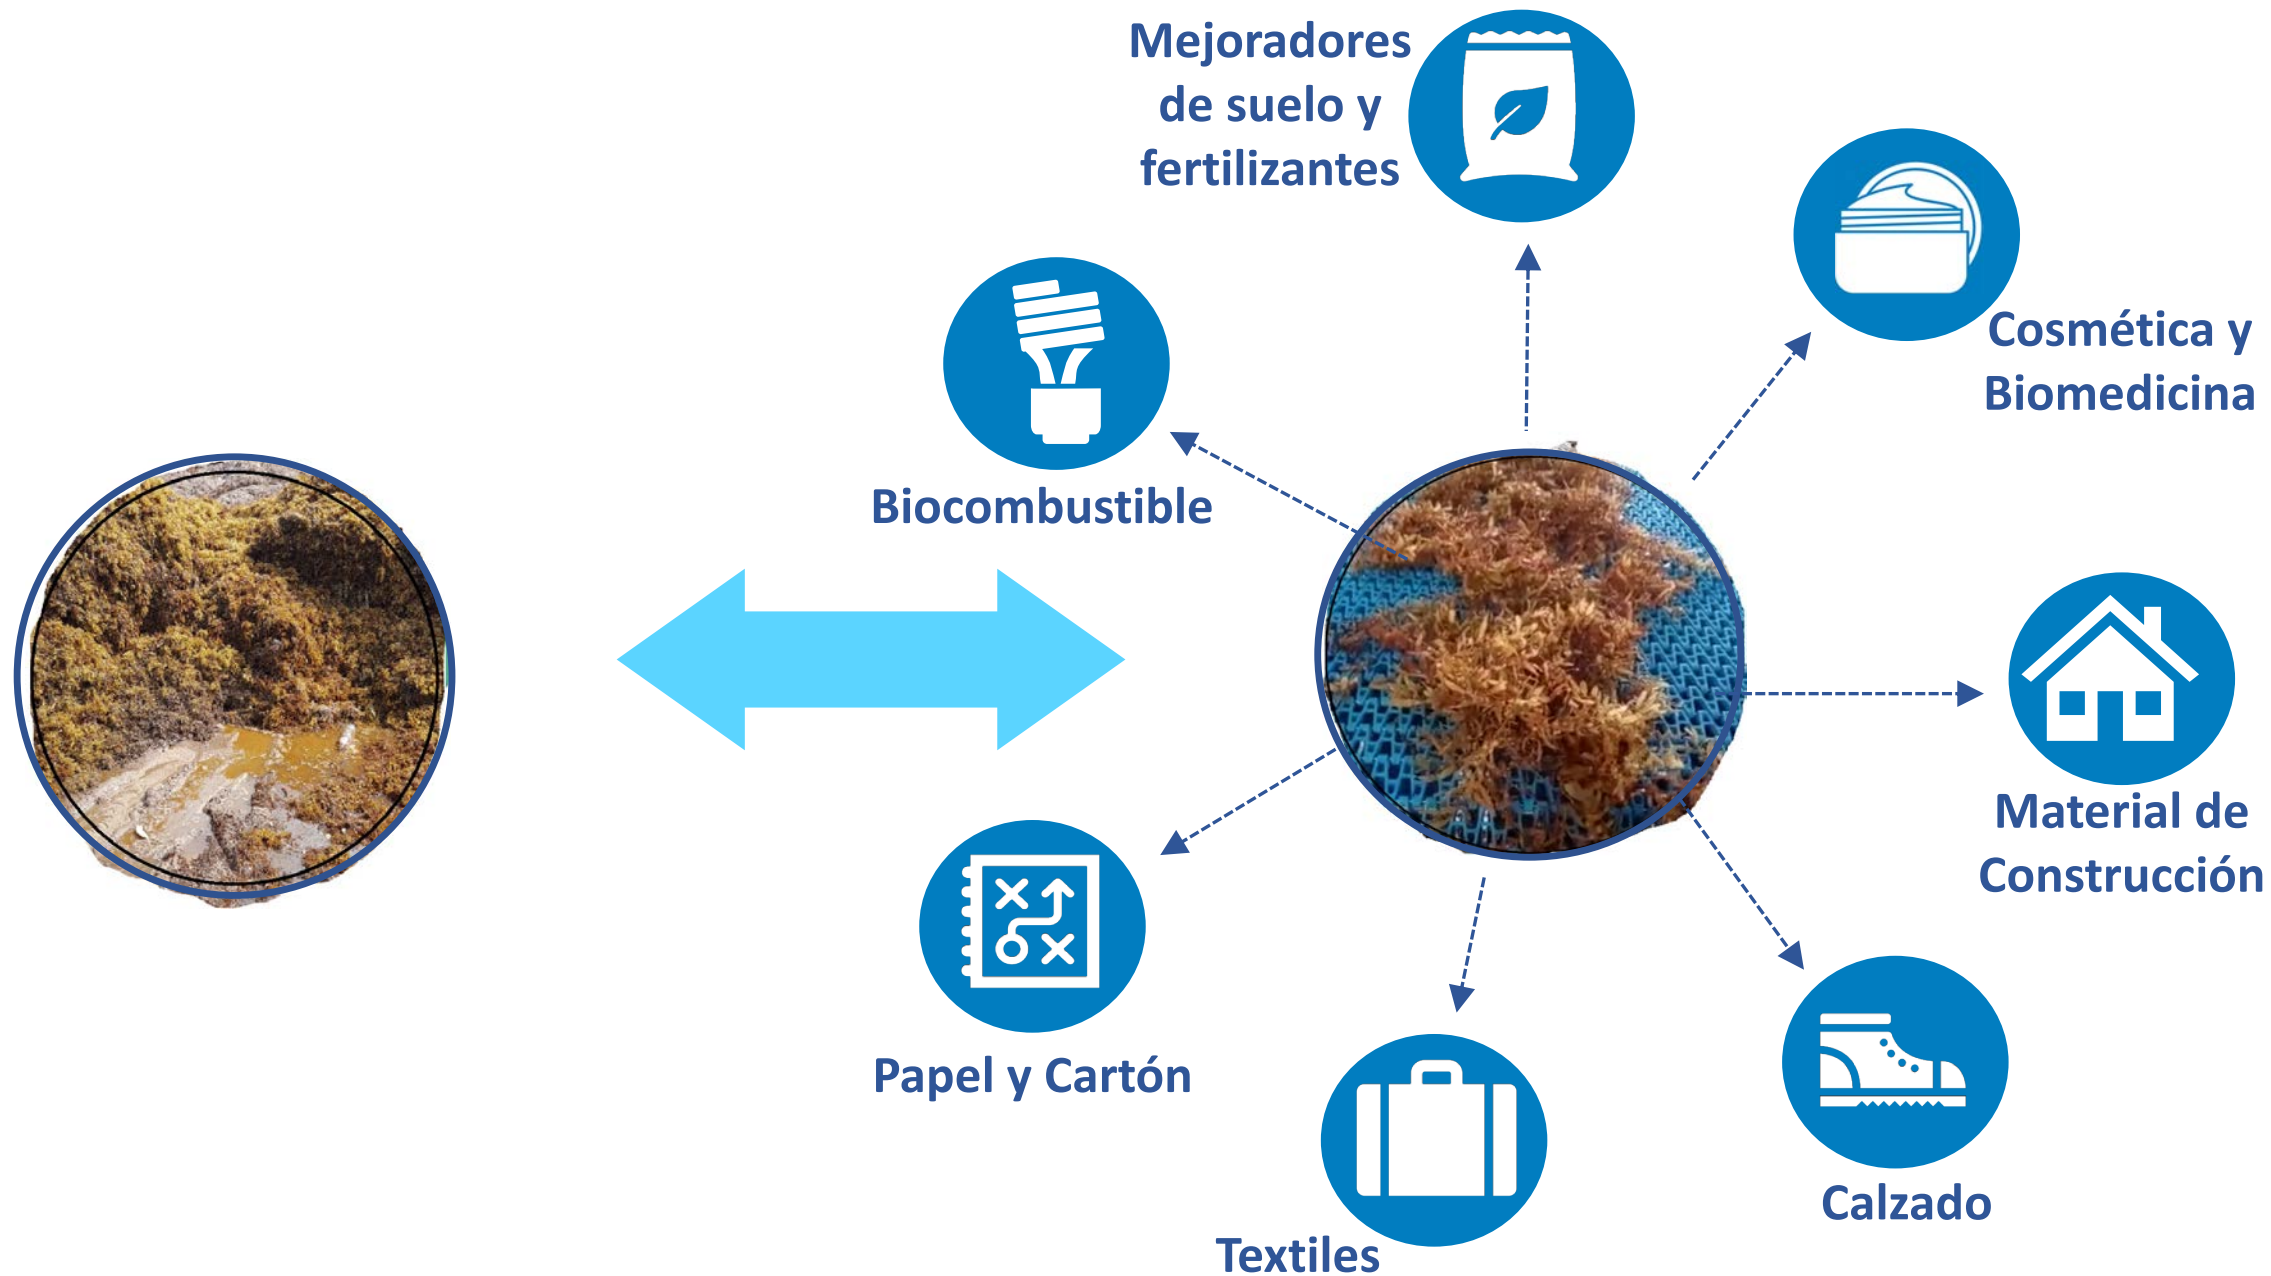 Mejoradores
de suelo y
fertilizantes
Cosmética y
Biomedicina
Biocombustible
Material de
Construcción
Papel y Cartón
Calzado
Textiles